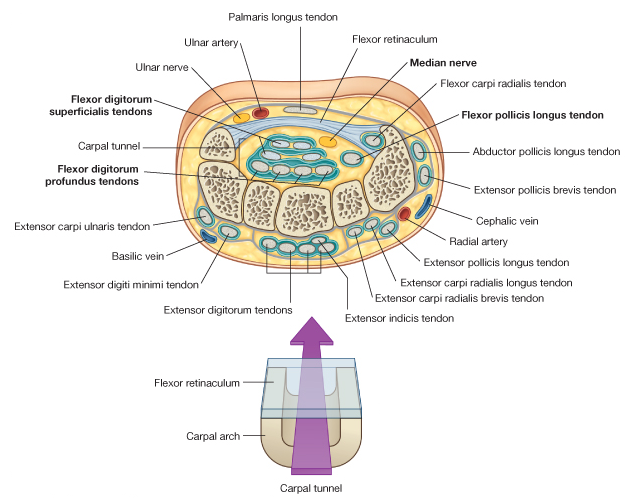 Palmaris longus tendon
Ulnar artery
Flexor retinaculum
Ulnar nerve
Median nerve
Flexor carpi radialis tendon
Flexor digitorum
superficialis tendons
Flexor pollicis longus tendon
Carpal tunnel
Abductor pollicis longus tendon
Flexor digitorum
profundus tendons
Extensor pollicis brevis tendon
Extensor carpi ulnaris tendon
Cephalic vein
Radial artery
Basilic vein
Extensor pollicis longus tendon
Extensor digiti minimi tendon
Extensor carpi radialis longus tendon
Extensor carpi radialis brevis tendon
Extensor digitorum tendons
Extensor indicis tendon
Flexor retinaculum
Carpal arch
Carpal tunnel